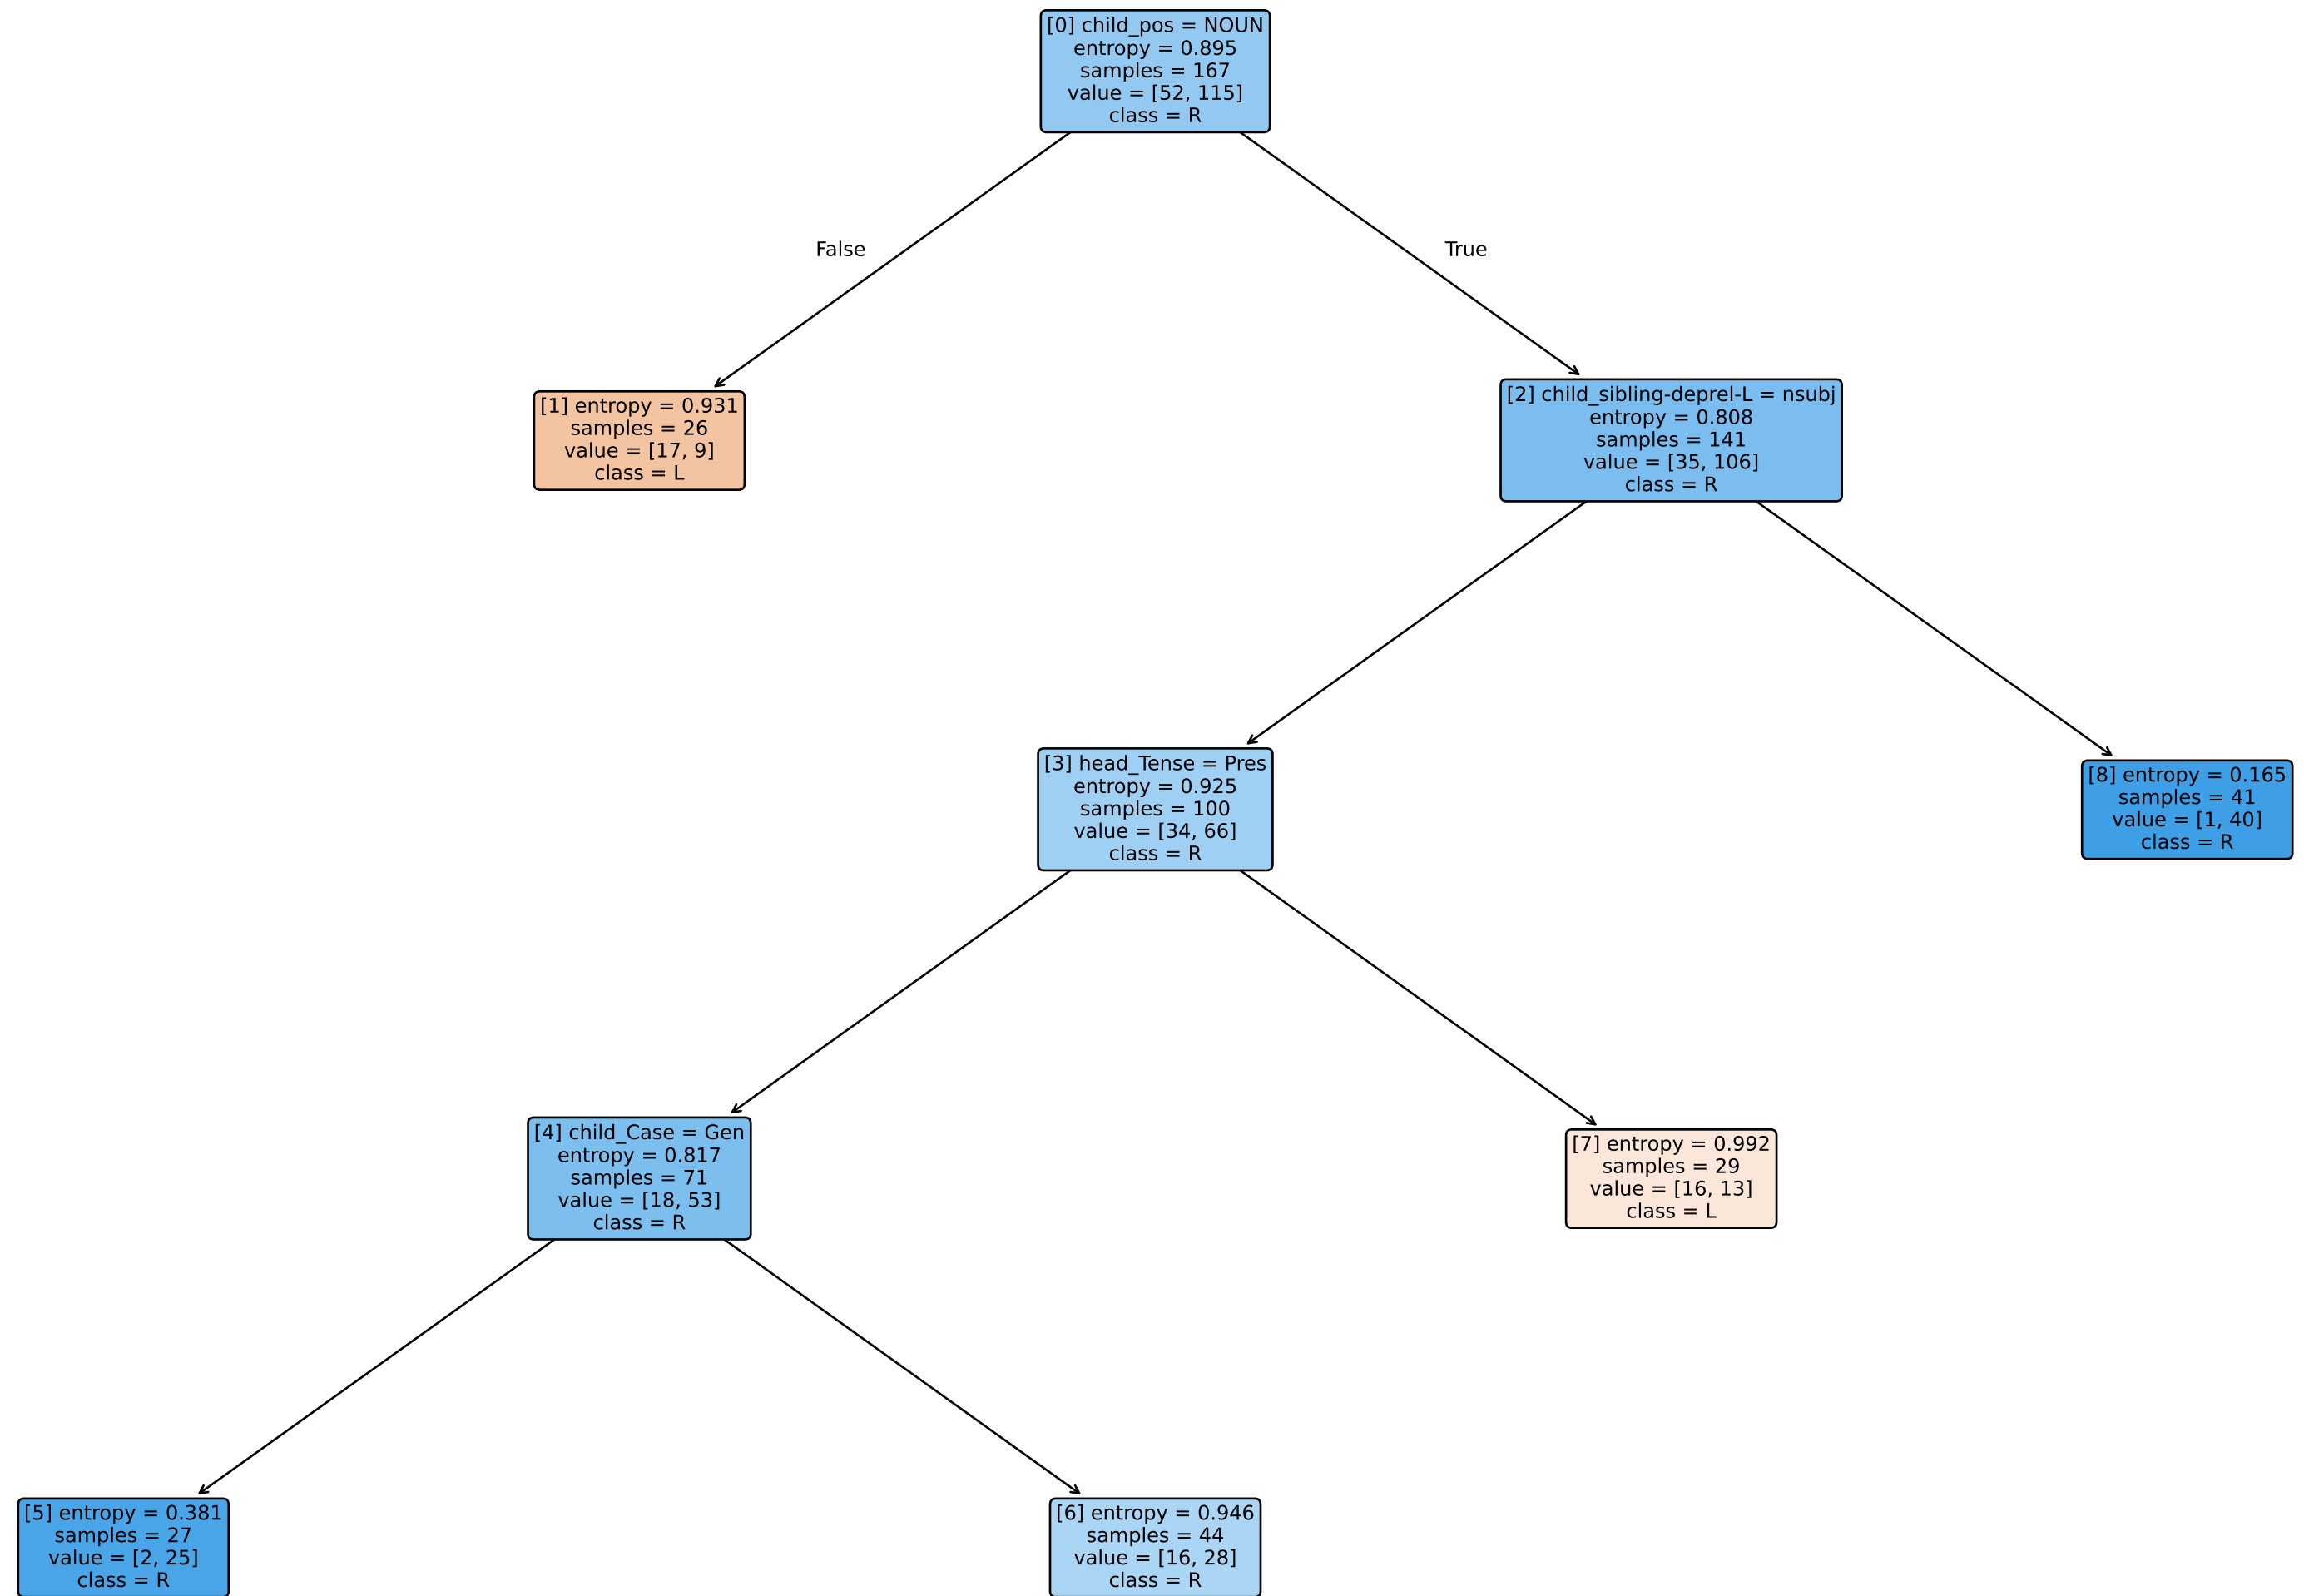 [0] child_pos = NOUN
entropy = 0.895
samples = 167
value = [52, 115]
class = R
False
True
[1] entropy = 0.931
samples = 26
value = [17, 9]
class = L
[2] child_sibling-deprel-L = nsubj
entropy = 0.808
samples = 141
value = [35, 106]
class = R
[3] head_Tense = Pres
entropy = 0.925
samples = 100
value = [34, 66]
class = R
[8] entropy = 0.165
samples = 41
value = [1, 40]
class = R
[4] child_Case = Gen
entropy = 0.817
samples = 71
value = [18, 53]
class = R
[7] entropy = 0.992
samples = 29
value = [16, 13]
class = L
[5] entropy = 0.381
samples = 27
value = [2, 25]
class = R
[6] entropy = 0.946
samples = 44
value = [16, 28]
class = R